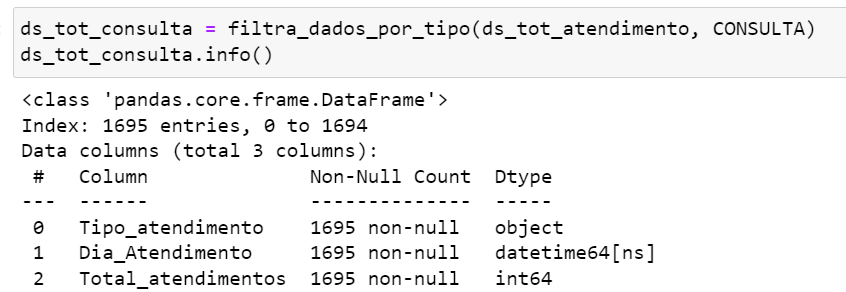 ds_tot_consulta = filtra_dados_por_tipo(ds_tot_atendimento, CONSULTA)
ds_tot_consulta.info()
<class 'pandas.core.frame.DataFrame'>
Index: 1695 entries, 0 to 1694
Data columns (total 3 columns):
 #   Column              Non-Null Count  Dtype
---  ------              --------------  -----
 0   Tipo_atendimento    1695 non-null   object
 1   Dia_Atendimento     1695 non-null   datetime64[ns]
 2   Total_atendimentos  1695 non-null   int64